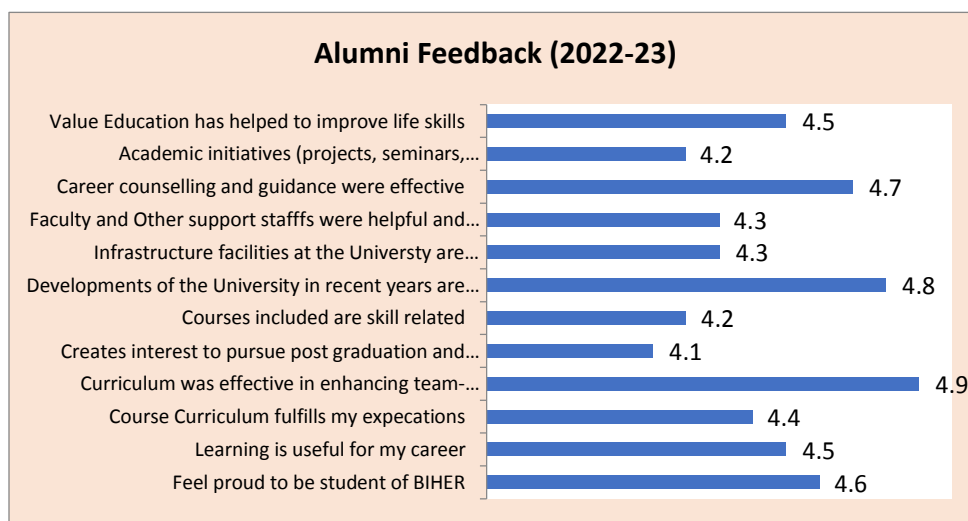 Alumni Feedback (2022-23)
Value Education has helped to improve life skills 4.5
Academic initiatives (projects, seminars,... 4.2
Career counselling and guidance were effective 4.7
Faculty and Other support stafffs were helpful and... 4.3
Infrastructure facilities at the Universty are... 4.3
Developments of the University in recent years are... 4.8
Courses included are skill related 4.2
Creates interest to pursue post graduation and... 4.1
Curriculum was effective in enhancing team-... 4.9
Course Curriculum fulfills my expecations 4.4
Learning is useful for my career 4.5
Feel proud to be student of BIHER 4.6